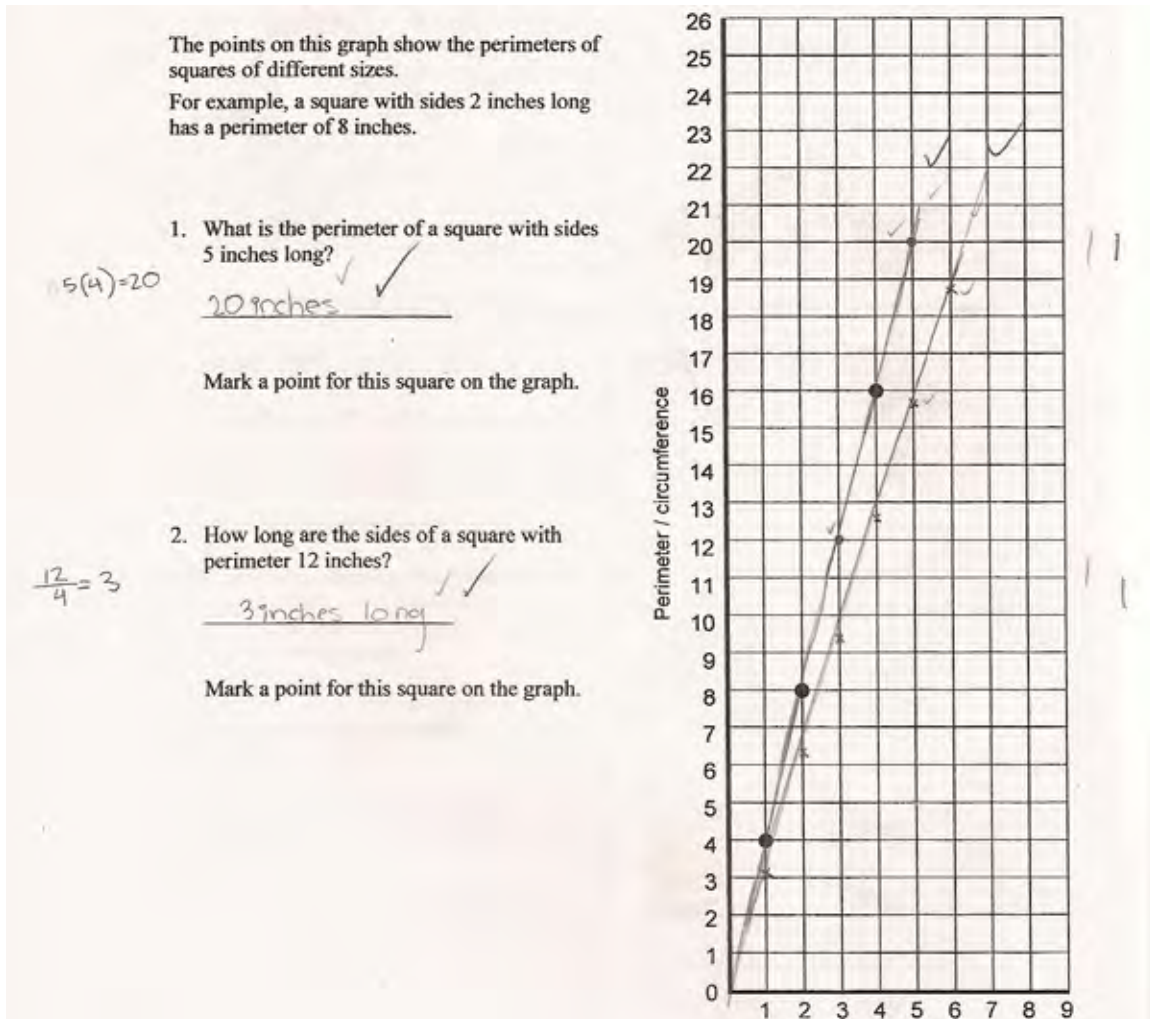 The points on this graph show the perimeters of
squares of different sizes.
For example, a square with sides 2 inches long
has a perimeter of 8 inches.
1. What is the perimeter of a square with sides
5 inches long?
5(4)=20
20 inches
Mark a point for this square on the graph.
2. How long are the sides of a square with
perimeter 12 inches?
12/4 = 3
3 inches long
Mark a point for this square on the graph.
Perimeter / circumference
26
25
24
23
22
21
20
19
18
17
16
15
14
13
12
11
10
9
8
7
6
5
4
3
2
1
0
1 2 3 4 5 6 7 8 9
1 1
1 1